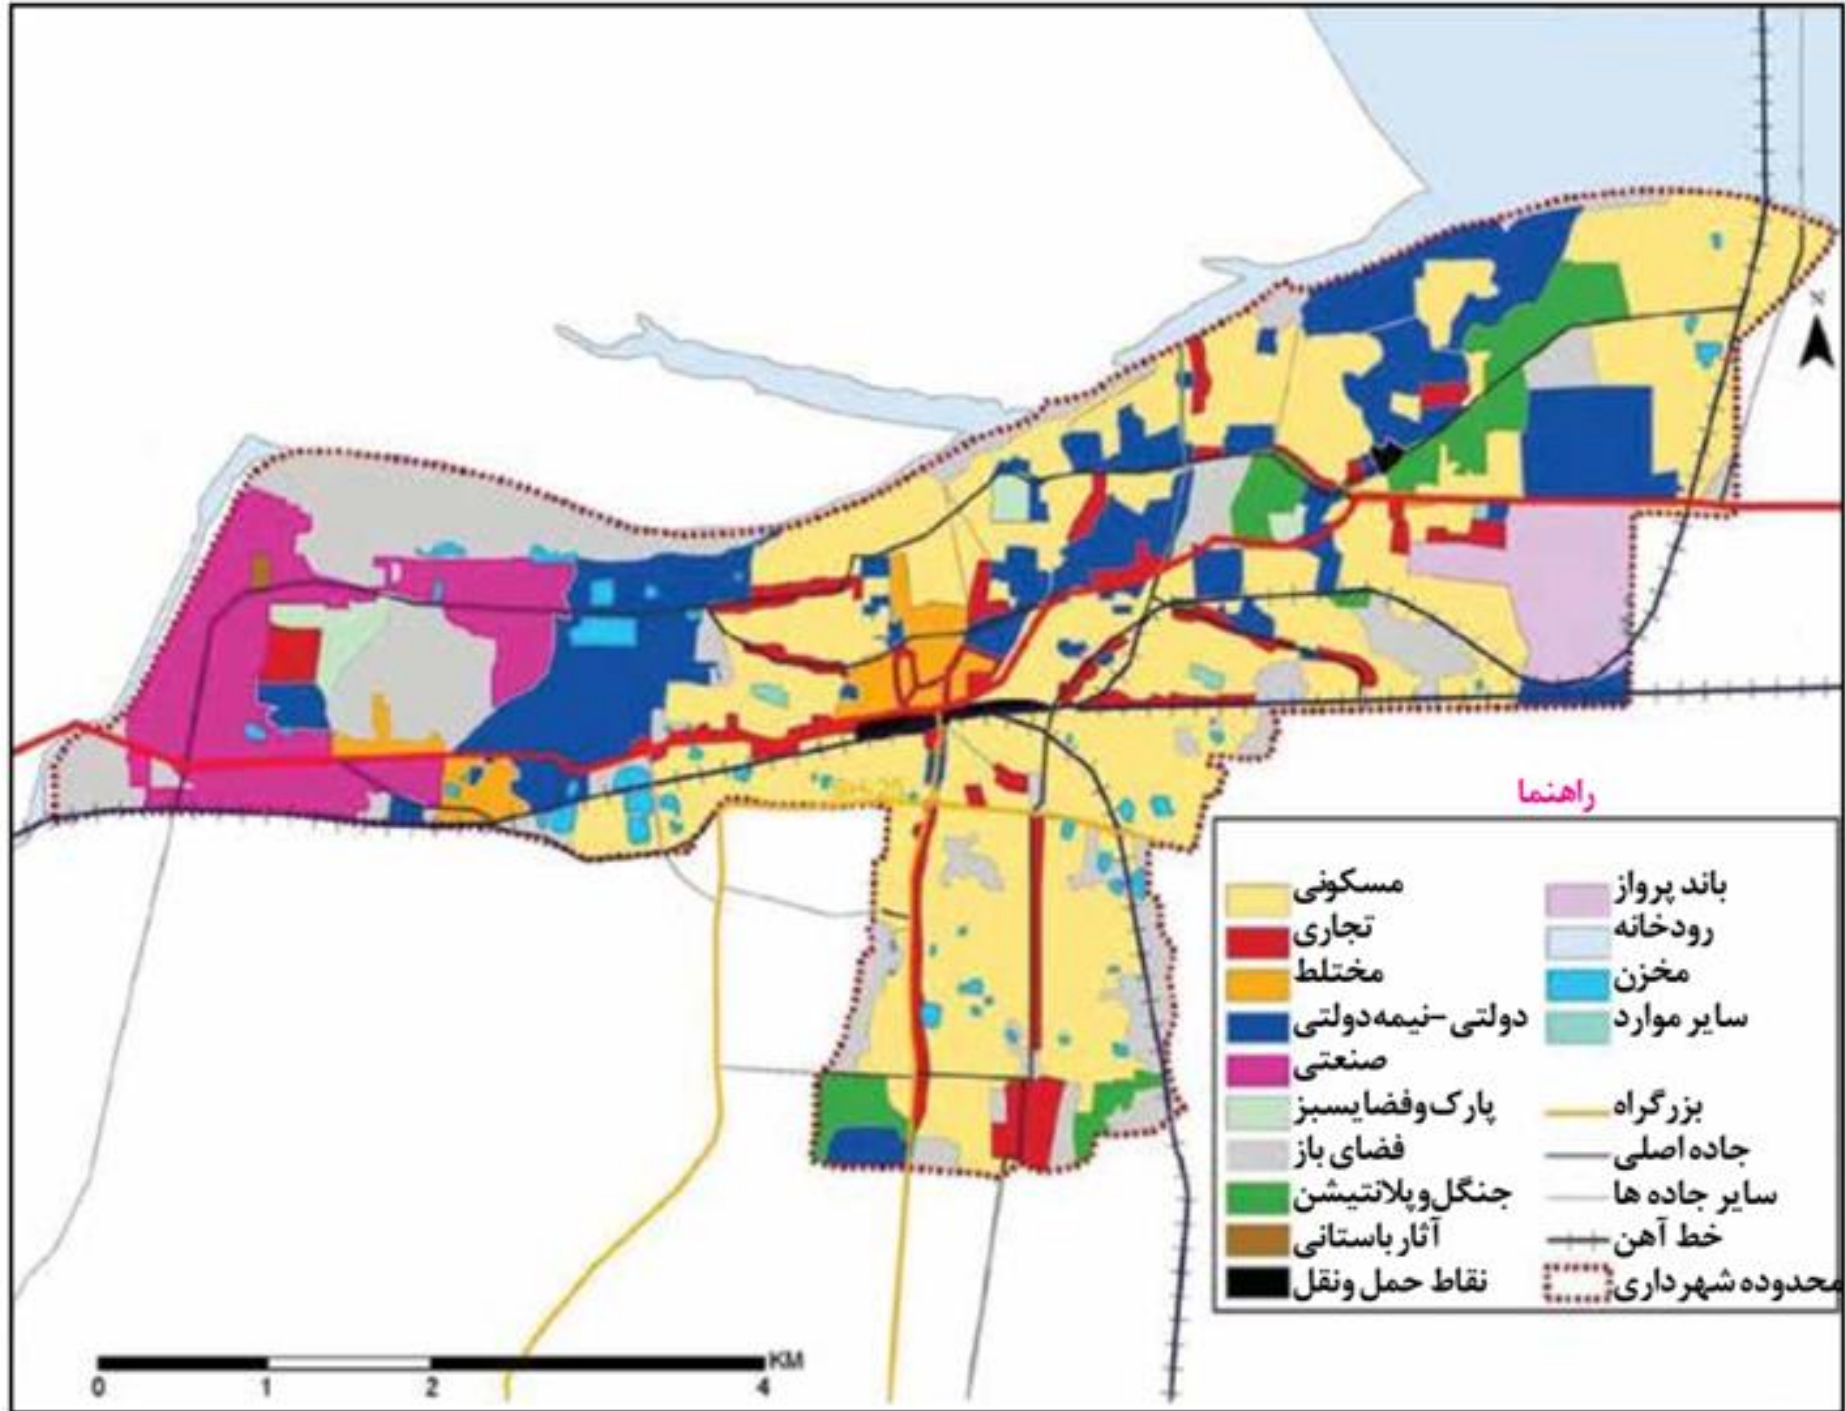 راهنما
مسکونی
تجاری
مختلط
دولتی-نیمه دولتی
صنعتی
پارک وفضایسبز
فضای باز
جنگل وپلانتیشن
آثار باستانی
نقاط حمل ونقل
باند پرواز
رودخانه
مخزن
سایر موارد
بزرگراه
جاده اصلی
سایر جاده ها
خط آهن
محدوده شهرداری
KM
0 1 2 4